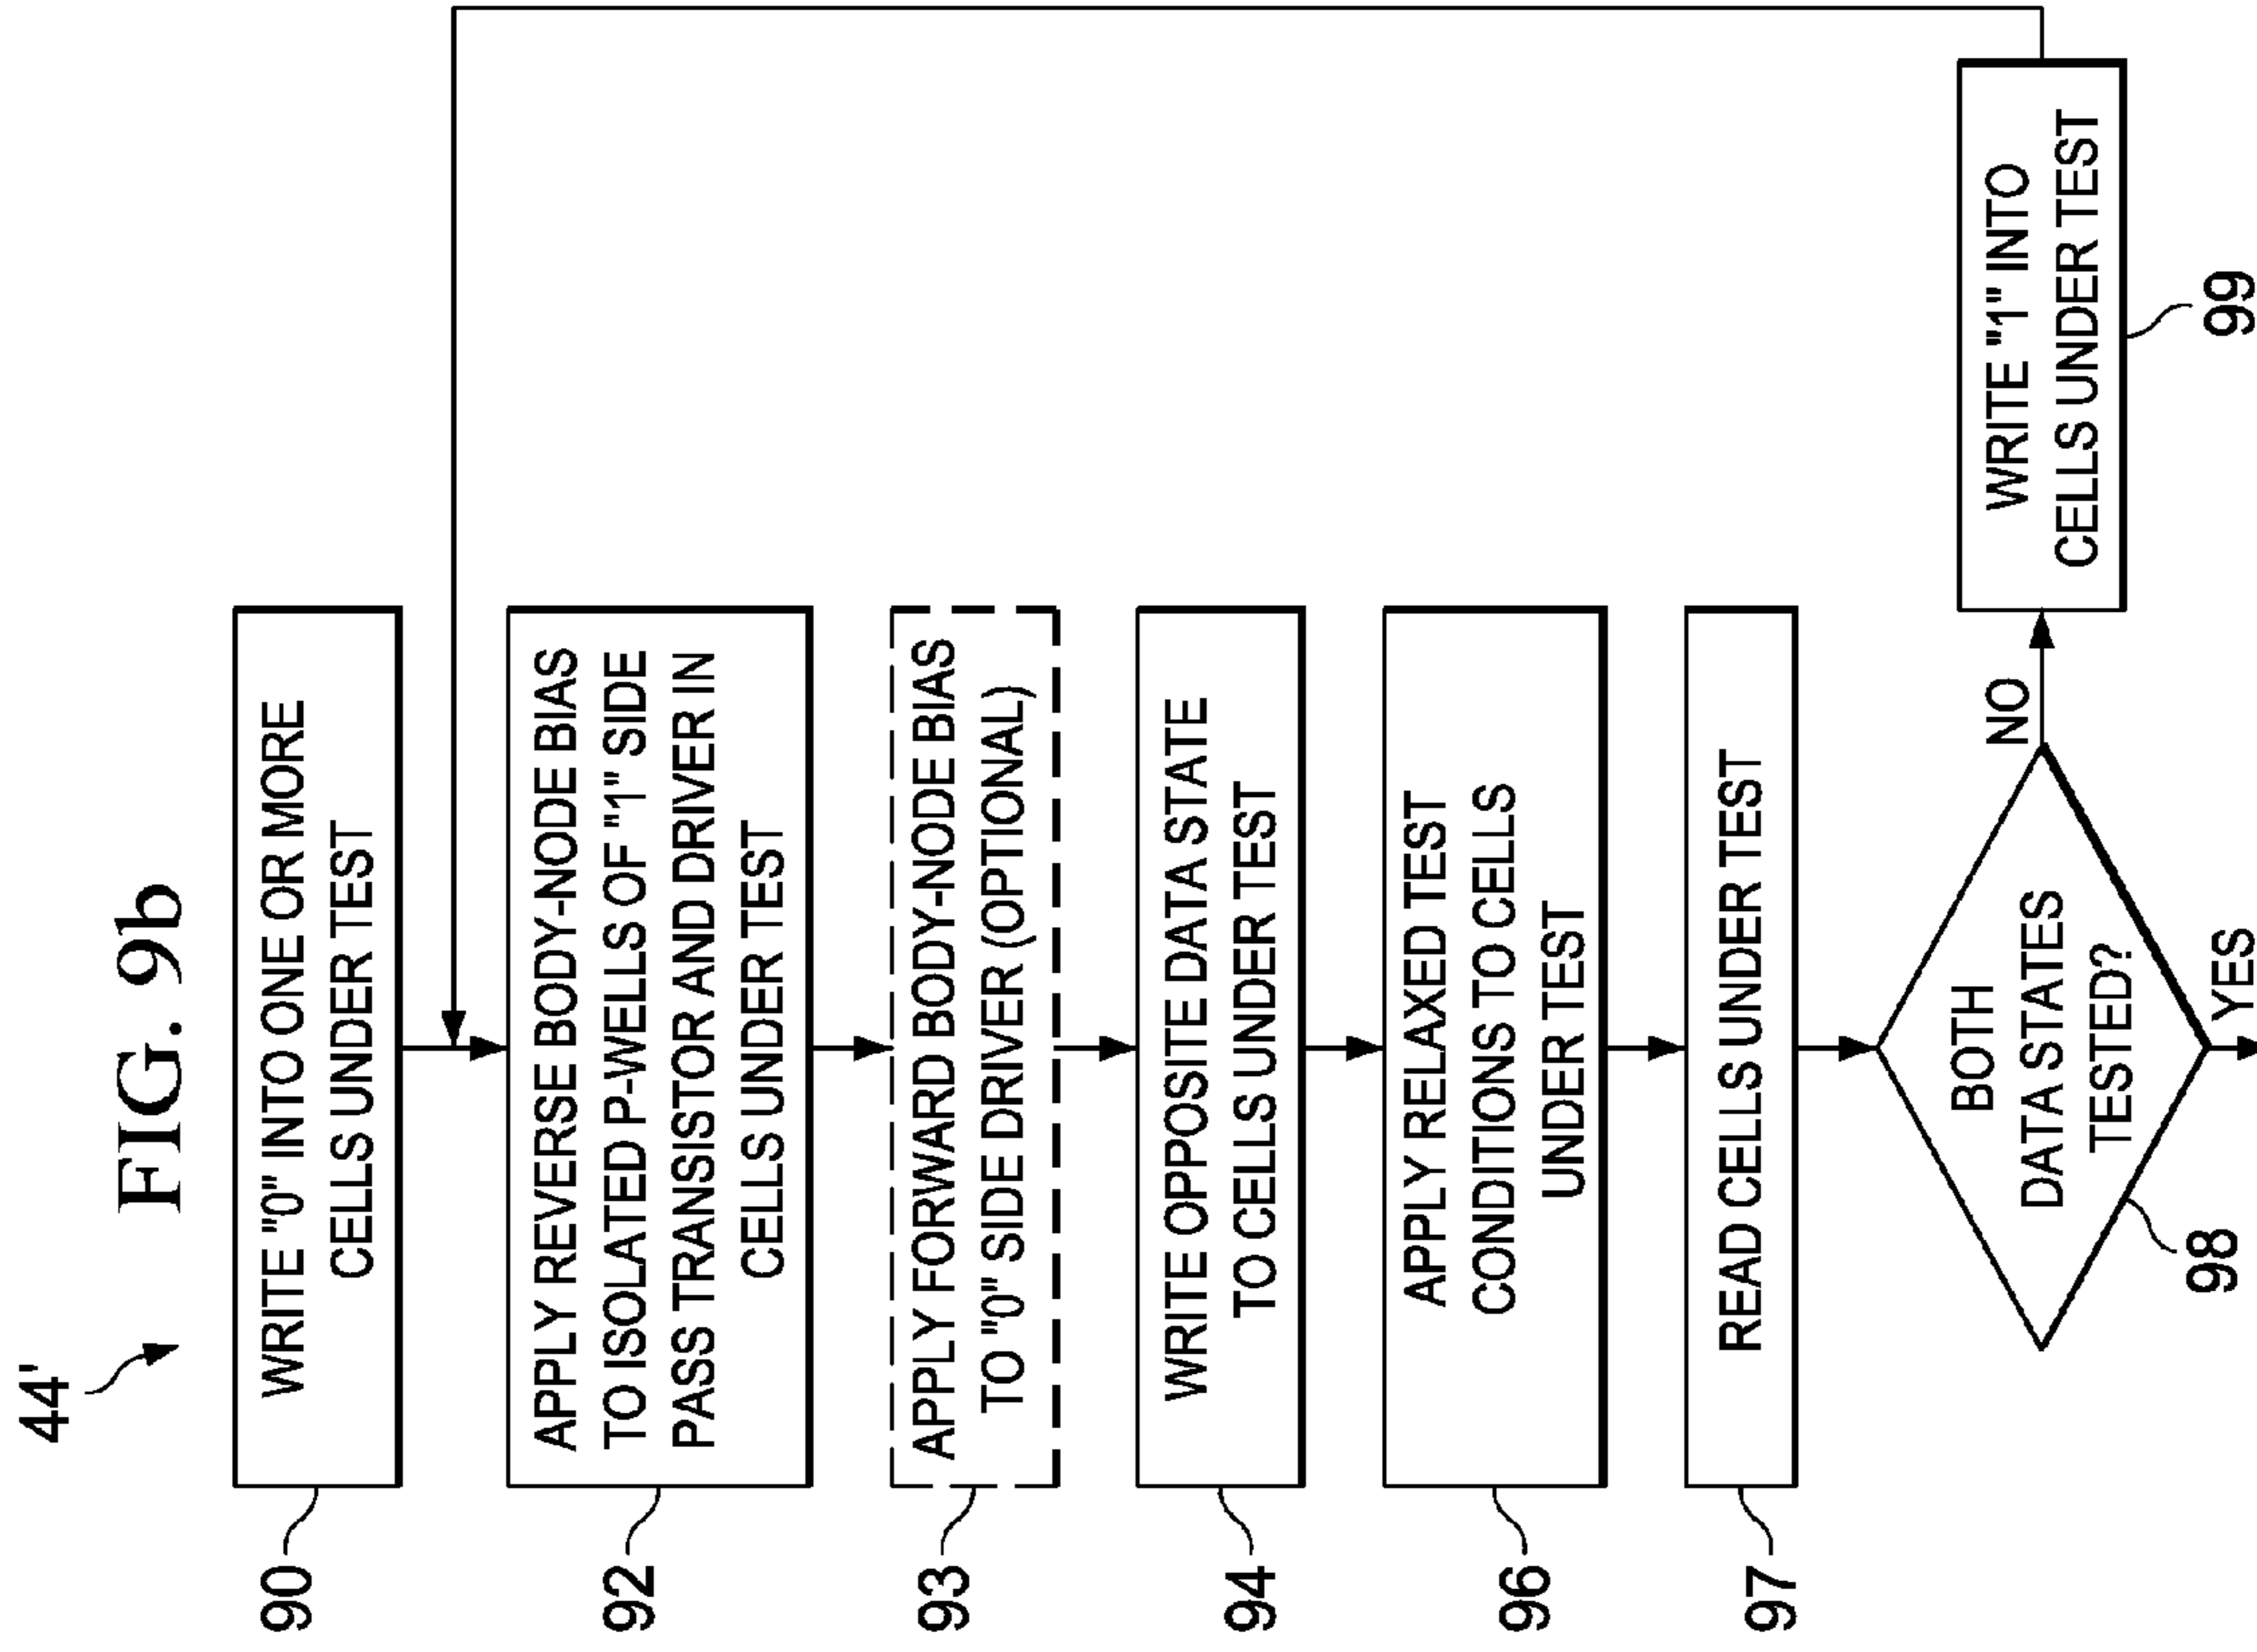 44'
FIG. 9b
90
WRITE "0" INTO ONE OR MORE
CELLS UNDER TEST
92
APPLY REVERSE BODY-NODE BIAS
TO ISOLATED P-WELLS OF "1" SIDE
PASS TRANSISTOR AND DRIVER IN
CELLS UNDER TEST
93
APPLY FORWARD BODY-NODE BIAS
TO "0" SIDE DRIVER (OPTIONAL)
94
WRITE OPPOSITE DATA STATE
TO CELLS UNDER TEST
96
APPLY RELAXED TEST
CONDITIONS TO CELLS
UNDER TEST
97
READ CELLS UNDER TEST
98
BOTH
DATA STATES
TESTED?
NO
YES
WRITE "1" INTO
CELLS UNDER TEST
99